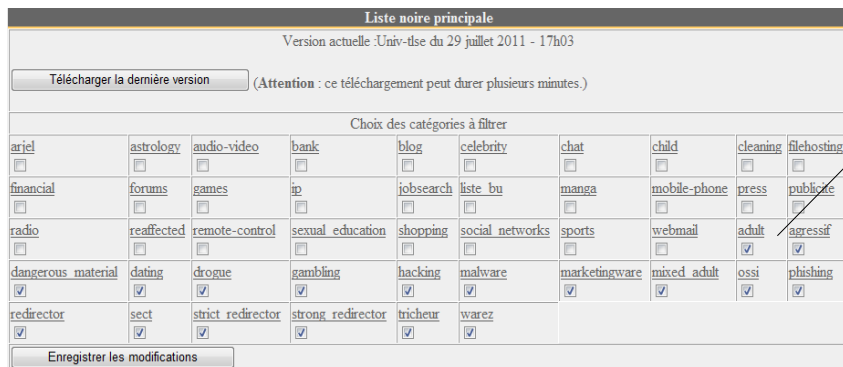 Liste noire principale
Version actuelle :Univ-tlse du 29 juillet 2011 - 17h03
Télécharger la dernière version (Attention : ce téléchargement peut durer plusieurs minutes.)
Choix des catégories à filtrer
arjel astrology audio-video bank blog celebrity chat child cleaning filehosting
financial forums games ip jobsearch liste_bu manga mobile-phone press publicite
radio reaffected remote-control sexual_education shopping social_networks sports webmail adult agressif
dangerous_material dating drogue gambling hacking malware marketingware mixed_adult ossi phishing
redirector sect strict_redirector strong_redirector tricheur warez
Enregistrer les modifications